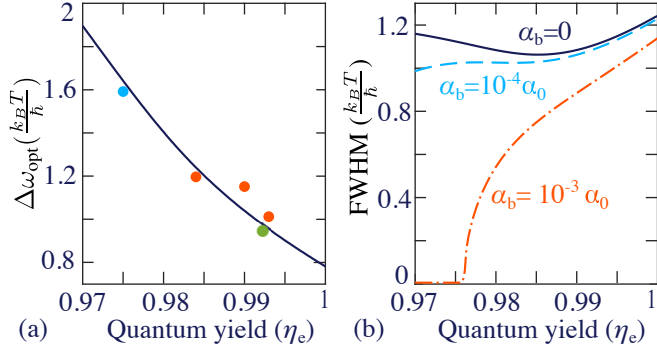 2
1.6
1.2
0.8
Δω_opt(k_BT/ħ)
0.97 0.98 0.99 1
(a) Quantum yield (η_e)
1.2
0.8
0.4
0
FWHM (k_BT/ħ)
α_b=0
α_b=10^-4 α_0
α_b= 10^-3 α_0
0.97 0.98 0.99 1
(b) Quantum yield (η_e)